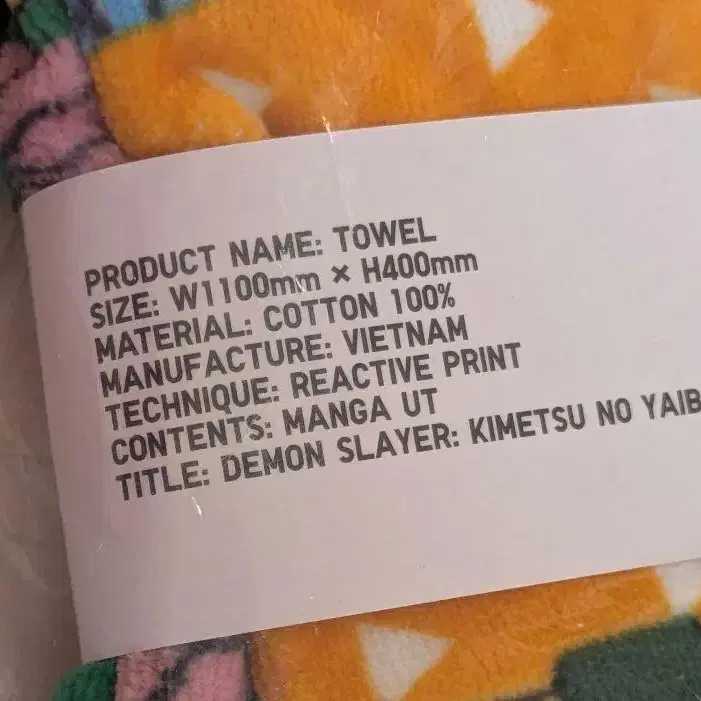 PRODUCT NAME: TOWEL
SIZE: W1100mm × H400mm
MATERIAL: COTTON 100%
MANUFACTURE: VIETNAM
TECHNIQUE: REACTIVE PRINT
CONTENTS: MANGA UT
TITLE: DEMON SLAYER: KIMETSU NO YAIB